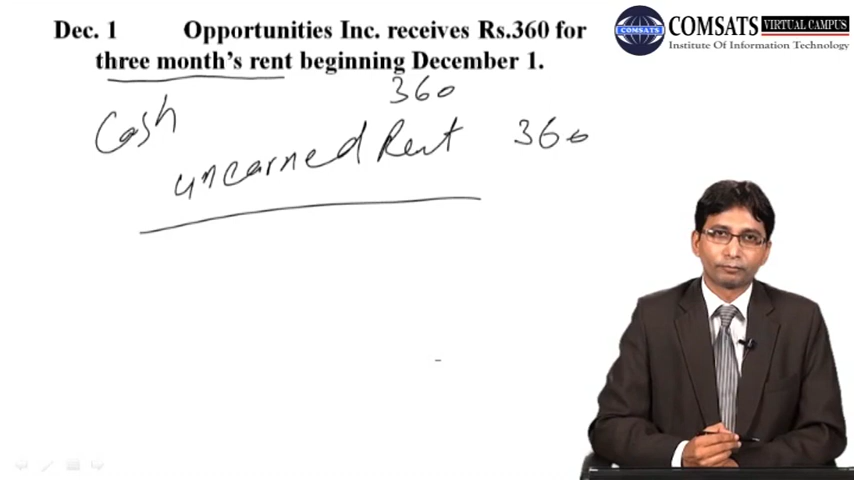 Dec. 1 Opportunities Inc. receives Rs.360 for
three month's rent beginning December 1.
COMSATS VIRTUAL CAMPUS
Institute Of Information Technology
COMSATS
Cash 360
unearned Rent 360